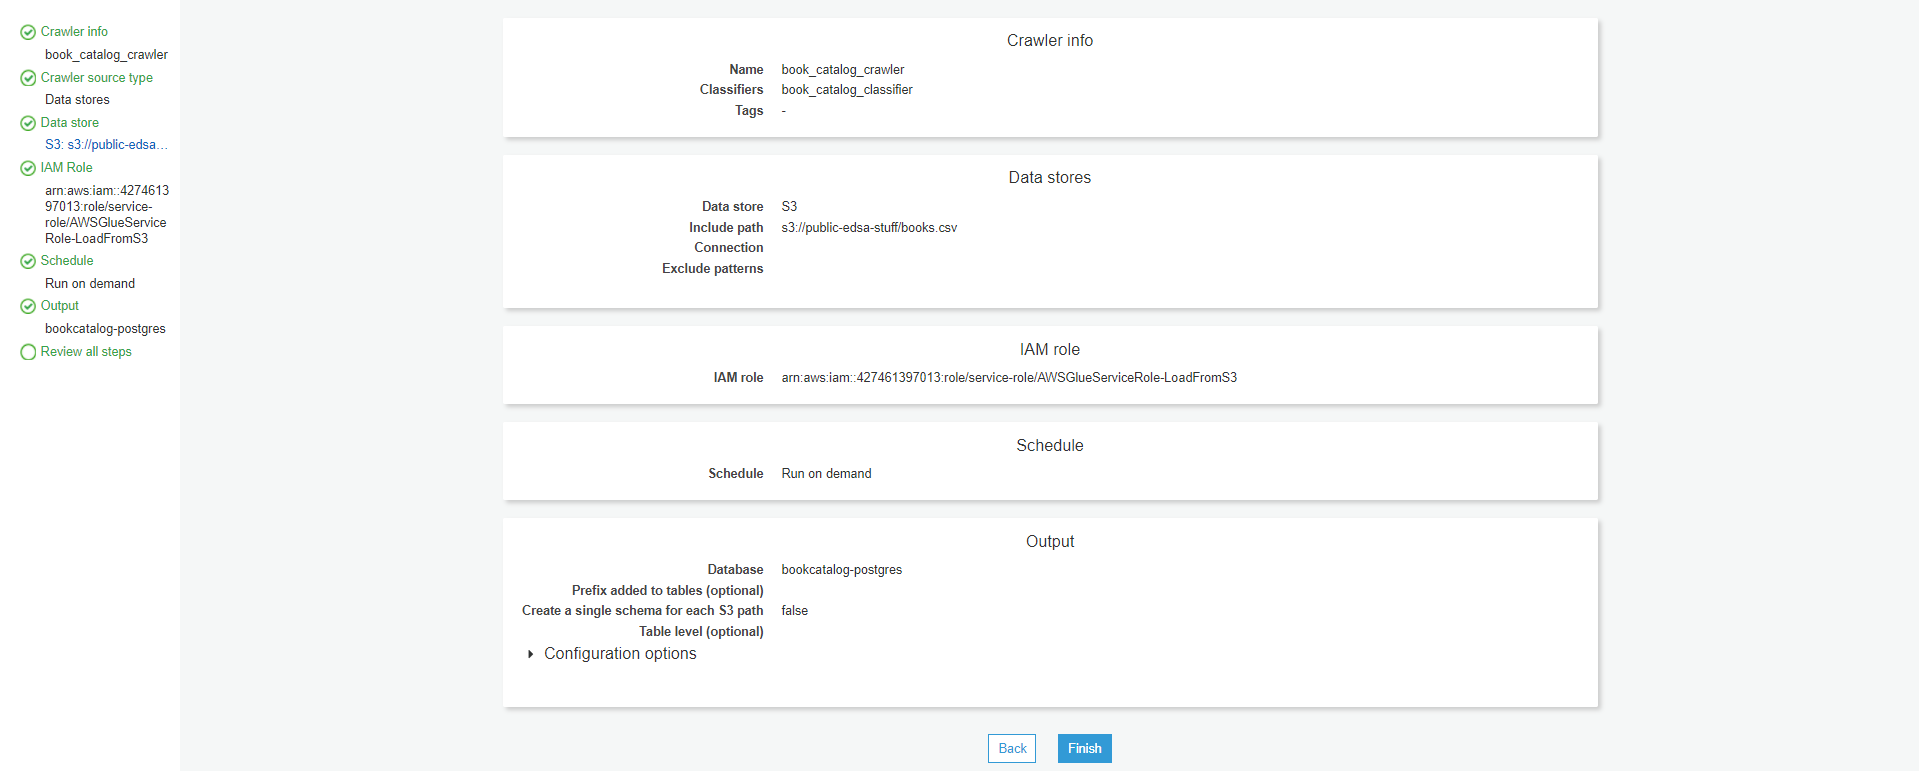 Crawler info
book_catalog_crawler
Crawler source type
Data stores
Data store
S3: s3://public-edsa...
IAM Role
arn:aws:iam::4274613
97013:role/service-
role/AWSGlueService
Role-LoadFromS3
Schedule
Run on demand
Output
bookcatalog-postgres
Review all steps
Crawler info
Name book_catalog_crawler
Classifiers book_catalog_classifier
Tags -
Data stores
Data store S3
Include path s3://public-edsa-stuff/books.csv
Connection
Exclude patterns
IAM role
IAM role arn:aws:iam::427461397013:role/service-role/AWSGlueServiceRole-LoadFromS3
Schedule
Schedule Run on demand
Output
Database bookcatalog-postgres
Prefix added to tables (optional)
Create a single schema for each S3 path false
Table level (optional)
Configuration options
Back Finish